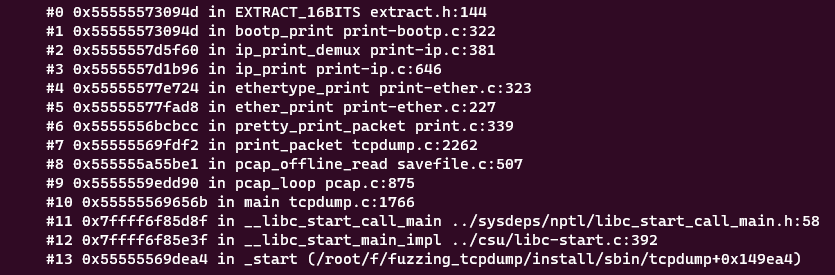 #0 0x55555573094d in EXTRACT_16BITS extract.h:144
#1 0x55555573094d in bootp_print print-bootp.c:322
#2 0x5555557d5f60 in ip_print_demux print-ip.c:381
#3 0x5555557d1b96 in ip_print print-ip.c:646
#4 0x55555577e724 in ethertype_print print-ether.c:323
#5 0x55555577fad8 in ether_print print-ether.c:227
#6 0x5555556bcbcc in pretty_print_packet print.c:339
#7 0x55555569fdf2 in print_packet tcpdump.c:2262
#8 0x555555a55be1 in pcap_offline_read savefile.c:507
#9 0x5555559edd90 in pcap_loop pcap.c:875
#10 0x55555569656b in main tcpdump.c:1766
#11 0x7ffff6f85d8f in __libc_start_call_main ../sysdeps/nptl/libc_start_call_main.h:58
#12 0x7ffff6f85e3f in __libc_start_main_impl ../csu/libc-start.c:392
#13 0x55555569dea4 in _start (/root/f/fuzzing_tcpdump/install/sbin/tcpdump+0x149ea4)